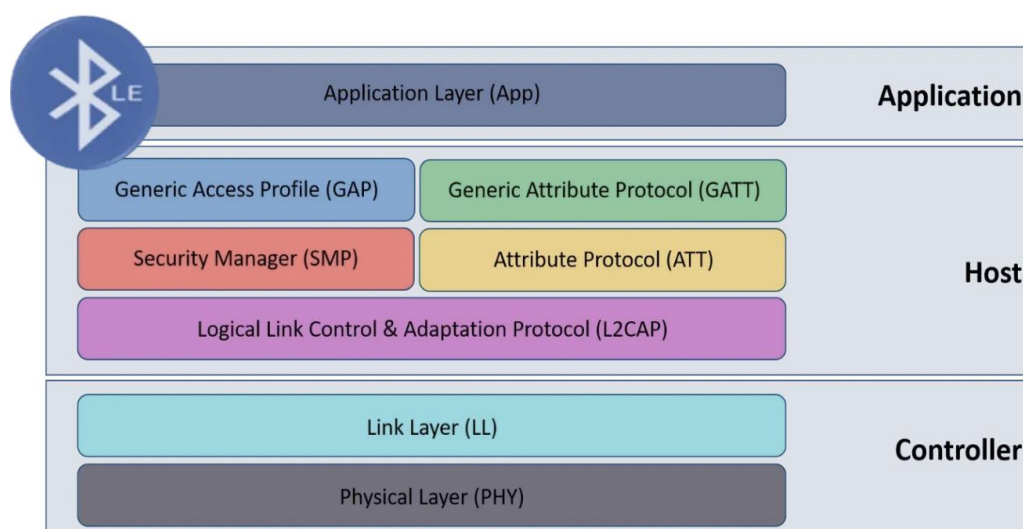 LE
Application Layer (App)
Application
Generic Access Profile (GAP)
Generic Attribute Protocol (GATT)
Security Manager (SMP)
Attribute Protocol (ATT)
Host
Logical Link Control & Adaptation Protocol (L2CAP)
Link Layer (LL)
Controller
Physical Layer (PHY)